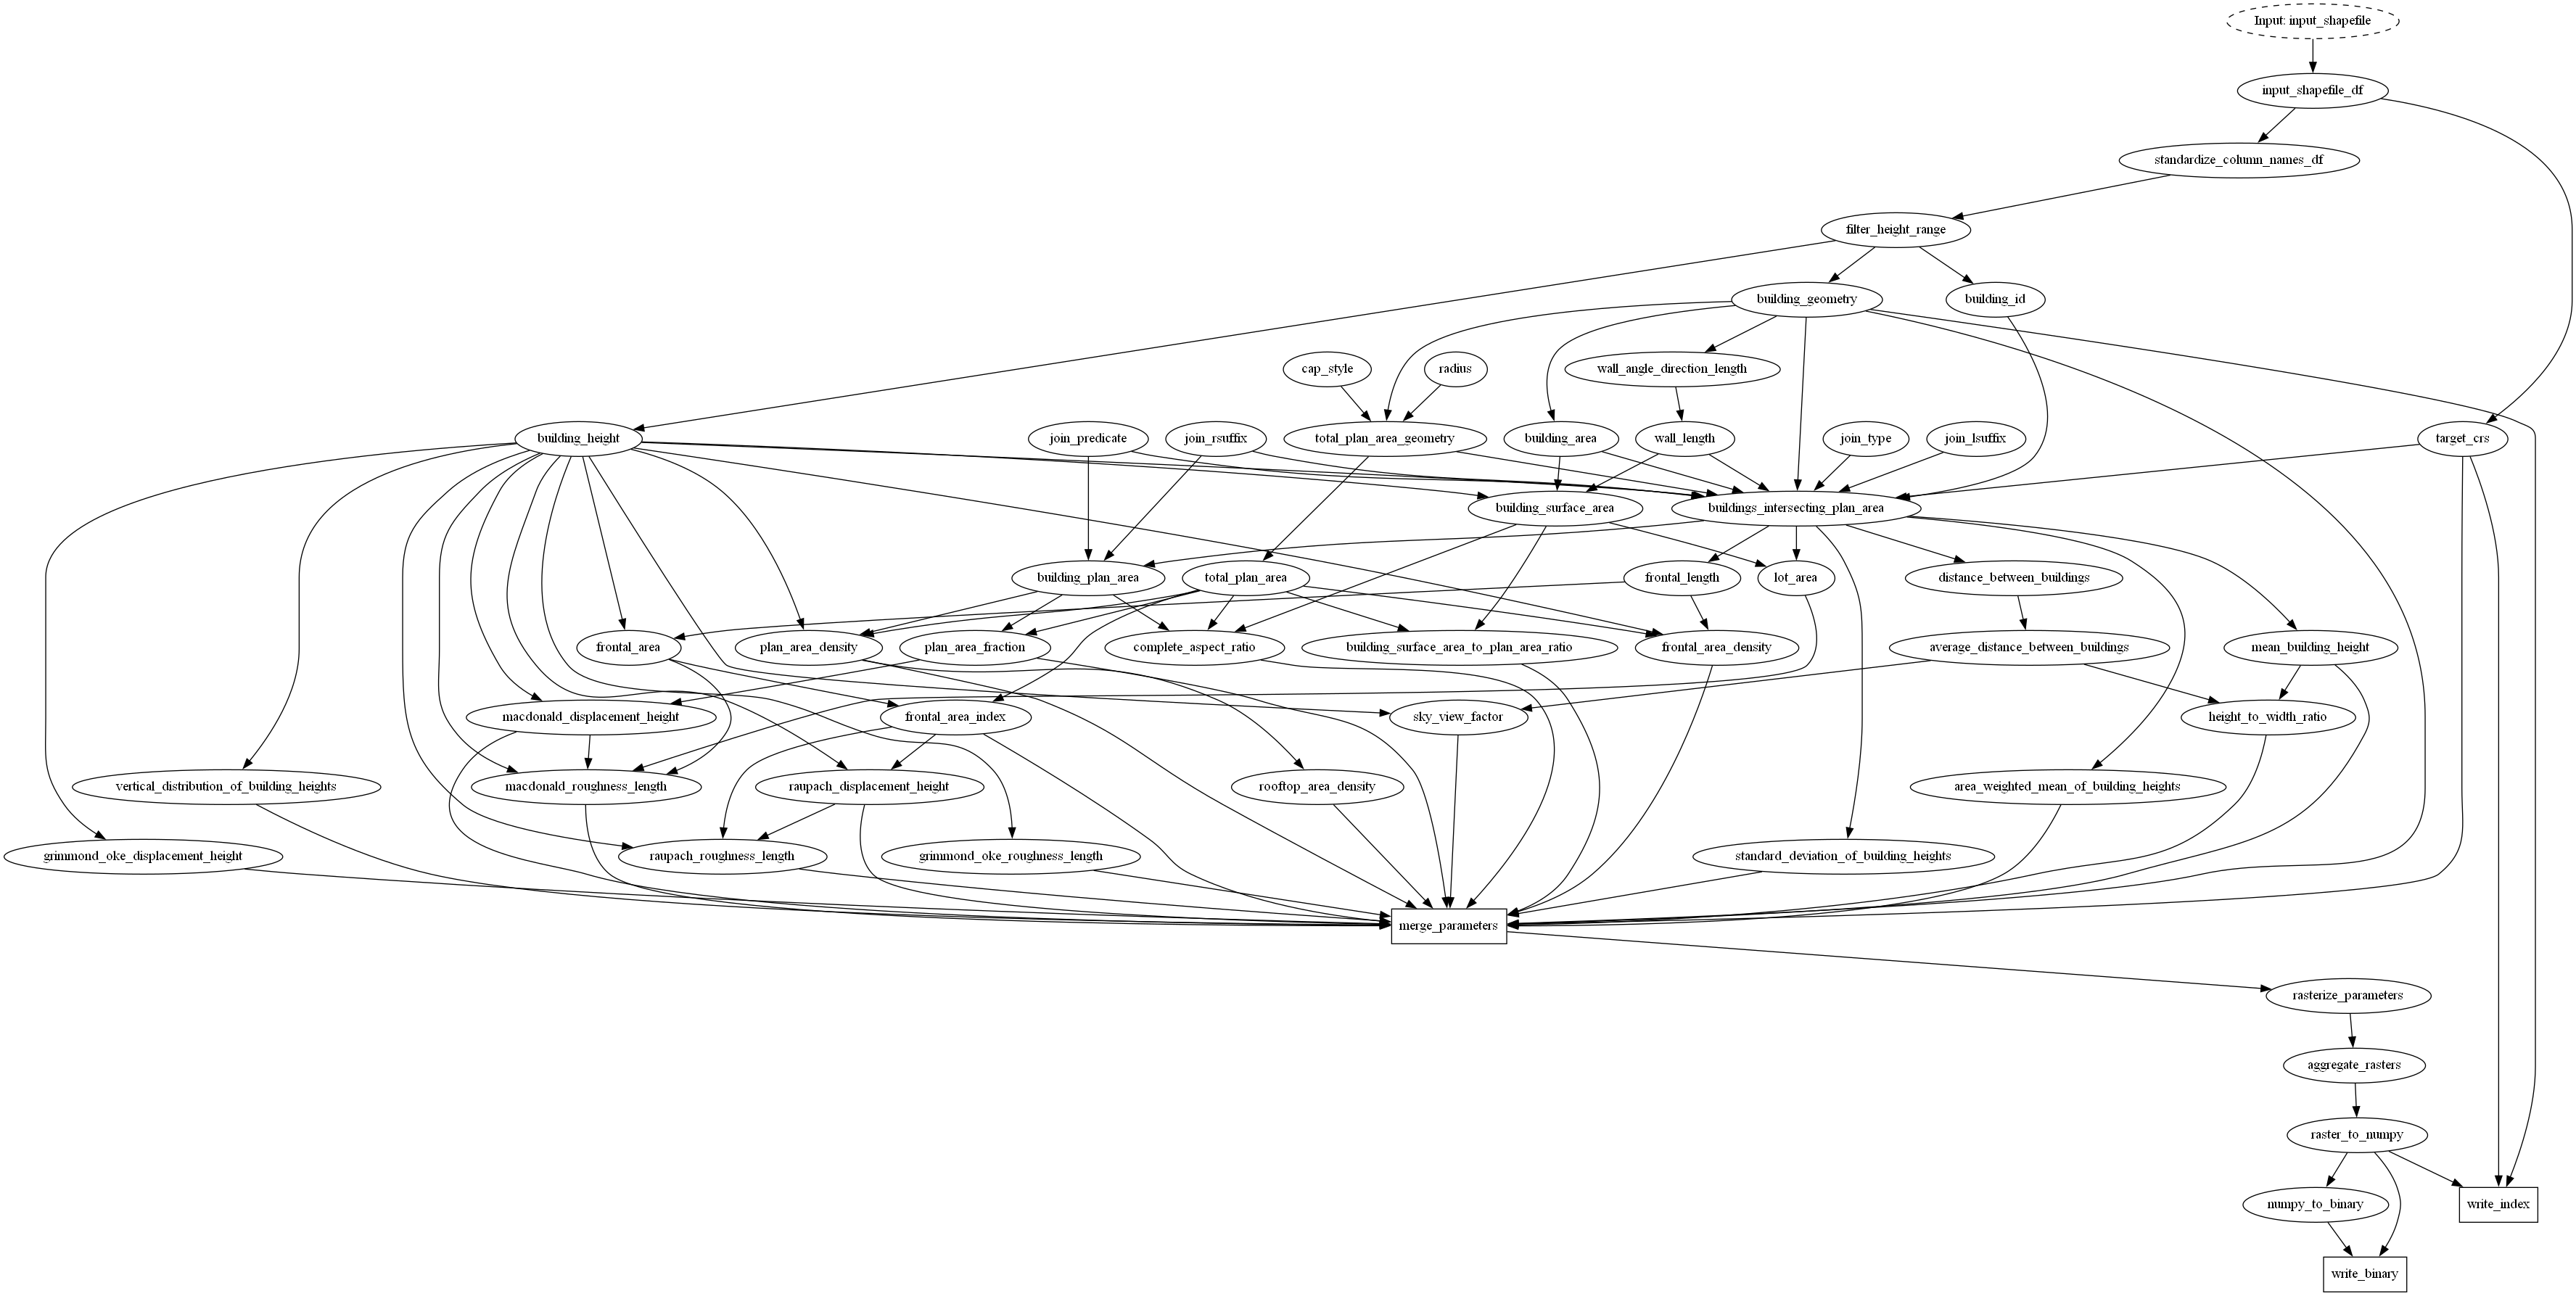 Input: input_shapefile
input_shapefile_df
standardize_column_names_df
filter_height_range
building_geometry
building_id
cap_style
radius
wall_angle_direction_length
building_height
join_predicate
join_rsuffix
total_plan_area_geometry
building_area
wall_length
join_type
join_lsuffix
target_crs
building_surface_area
buildings_intersecting_plan_area
building_plan_area
total_plan_area
frontal_length
lot_area
distance_between_buildings
frontal_area
plan_area_density
plan_area_fraction
complete_aspect_ratio
building_surface_area_to_plan_area_ratio
frontal_area_density
average_distance_between_buildings
mean_building_height
macdonald_displacement_height
frontal_area_index
sky_view_factor
height_to_width_ratio
vertical_distribution_of_building_heights
macdonald_roughness_length
raupach_displacement_height
rooftop_area_density
area_weighted_mean_of_building_heights
grimmond_oke_displacement_height
raupach_roughness_length
grimmond_oke_roughness_length
standard_deviation_of_building_heights
merge_parameters
rasterize_parameters
aggregate_rasters
raster_to_numpy
numpy_to_binary
write_index
write_binary